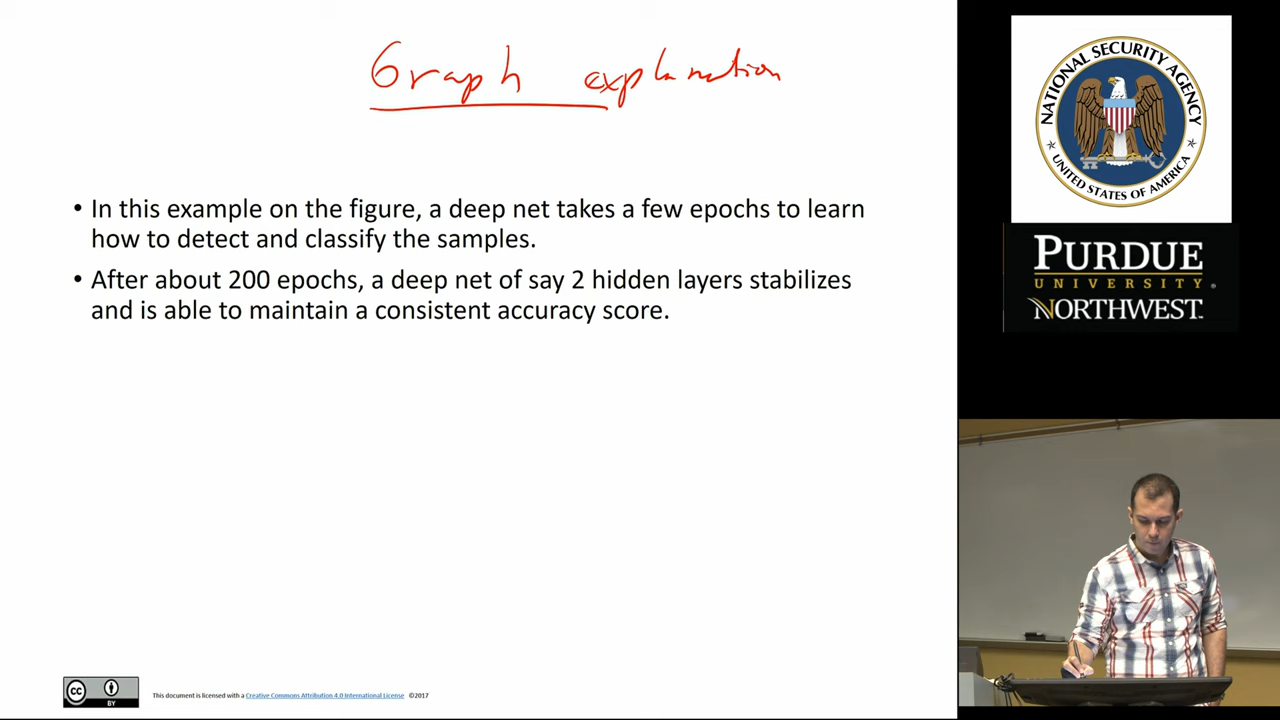 Graph explanation
• In this example on the figure, a deep net takes a few epochs to learn
how to detect and classify the samples.
• After about 200 epochs, a deep net of say 2 hidden layers stabilizes
and is able to maintain a consistent accuracy score.
NATIONAL SECURITY AGENCY
UNITED STATES OF AMERICA
PURDUE
UNIVERSITY®
NORTHWEST™
cc
BY
This document is licensed with a Creative Commons Attribution 4.0 International License ©2017